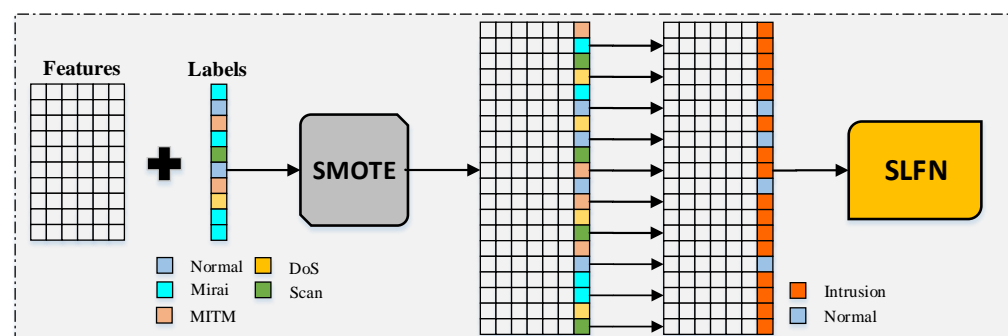 Features
Labels
SMOTE
SLFN
Normal
DoS
Mirai
Scan
MITM
Intrusion
Normal